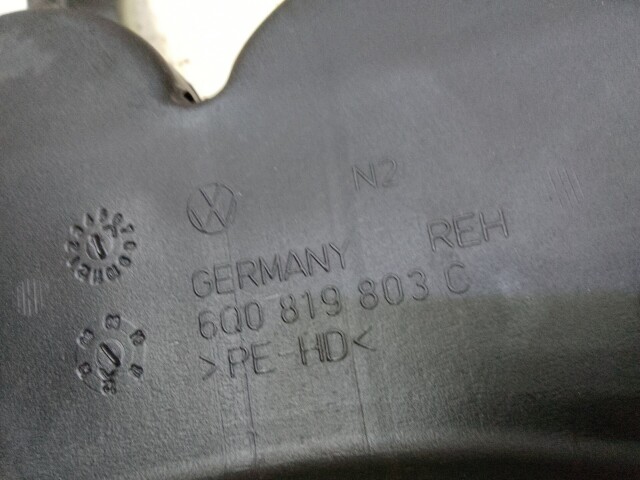 N2
GERMANY REH
6Q0 819 803 C
>PE-HD<